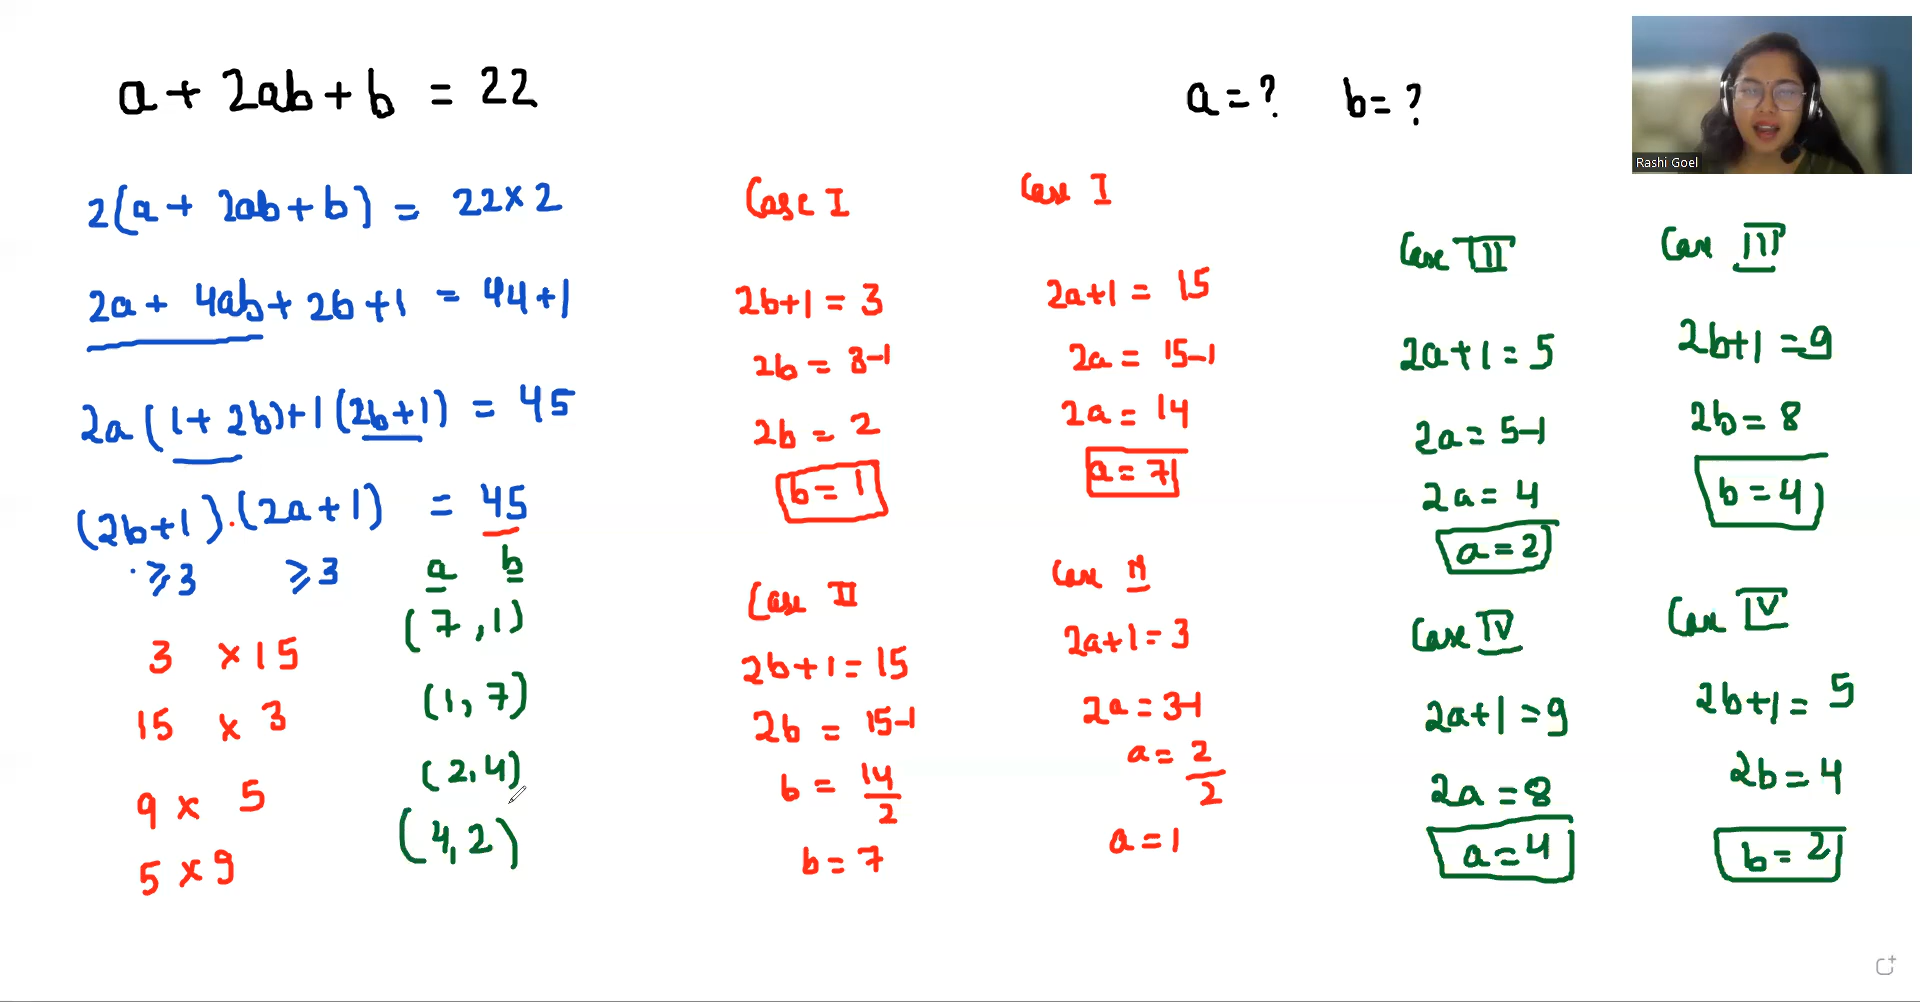 a + 2ab + b = 22
a = ? b = ?
Rashi Goel
2(a + 2ab + b) = 22 × 2
2a + 4ab + 2b + 1 = 44 + 1
2a (1 + 2b) + 1 (2b + 1) = 45
(2b + 1) . (2a + 1) = 45
≥ 3 ≥ 3
3 × 15
15 × 3
9 × 5
5 × 9
a b
(7, 1)
(1, 7)
(2, 4)
(4, 2)
Case I
2b + 1 = 3
2b = 3 - 1
2b = 2
b = 1
Case I
2a + 1 = 15
2a = 15 - 1
2a = 14
a = 7
Case II
2b + 1 = 15
2b = 15 - 1
b = 14/2
b = 7
Case II
2a + 1 = 3
2a = 3 - 1
a = 2/2
a = 1
Case III
2a + 1 = 5
2a = 5 - 1
2a = 4
a = 2
Case III
2b + 1 = 9
2b = 8
b = 4
Case IV
2a + 1 = 9
2a = 8
a = 4
Case IV
2b + 1 = 5
2b = 4
b = 2